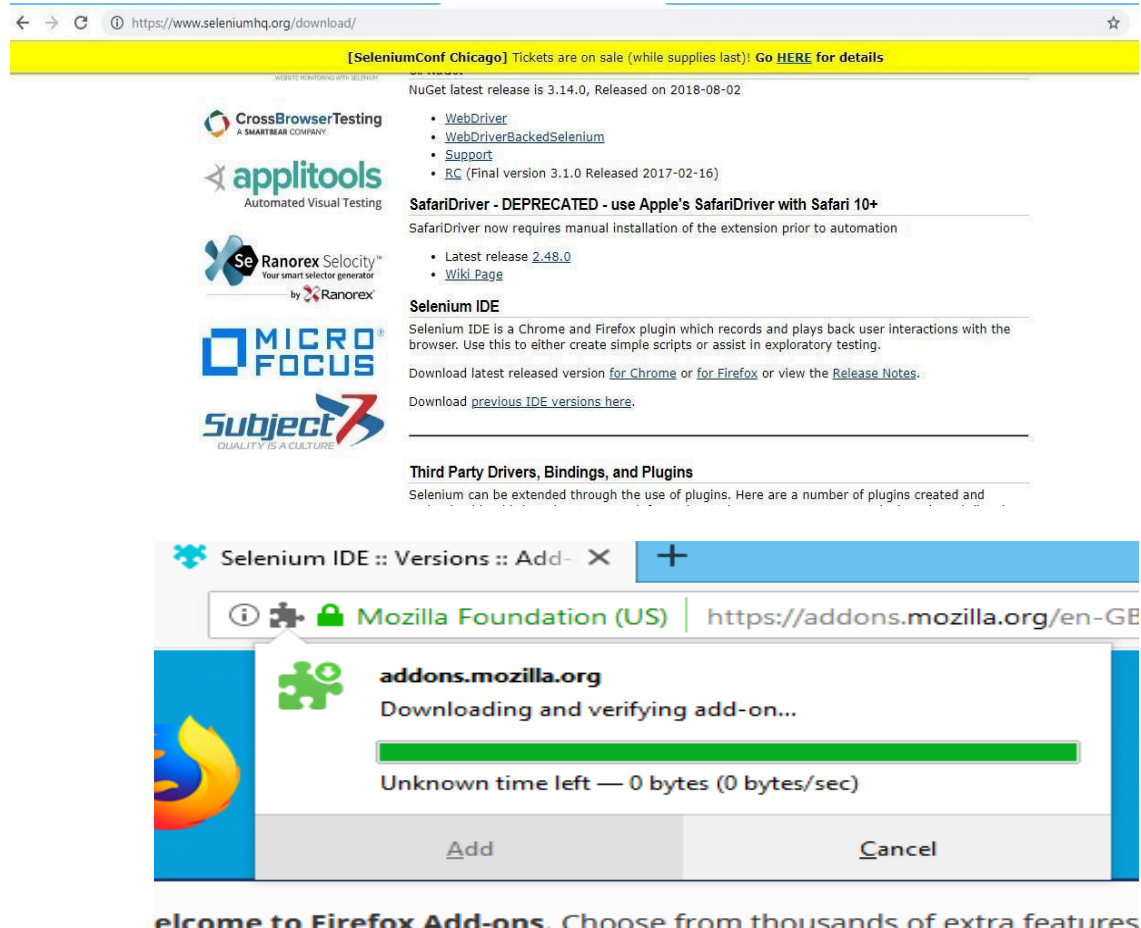 https://www.seleniumhq.org/download/
[SeleniumConf Chicago] Tickets are on sale (while supplies last)! Go HERE for details
WEBSITE MONITORING WITH SELENIUM
NuGet latest release is 3.14.0, Released on 2018-08-02
CrossBrowserTesting
A SMARTBEAR COMPANY
WebDriver
WebDriverBackedSelenium
Support
RC (Final version 3.1.0 Released 2017-02-16)
applitools
Automated Visual Testing
SafariDriver - DEPRECATED - use Apple's SafariDriver with Safari 10+
SafariDriver now requires manual installation of the extension prior to automation
Latest release 2.48.0
Wiki Page
Se Ranorex Selocity™
Your smart selector generator
by Ranorex
Selenium IDE
Selenium IDE is a Chrome and Firefox plugin which records and plays back user interactions with the
browser. Use this to either create simple scripts or assist in exploratory testing.
MICRO FOCUS®
Download latest released version for Chrome or for Firefox or view the Release Notes.
Download previous IDE versions here.
Subject7
QUALITY IS A CULTURE
Third Party Drivers, Bindings, and Plugins
Selenium can be extended through the use of plugins. Here are a number of plugins created and
Selenium IDE :: Versions :: Add-
Mozilla Foundation (US) https://addons.mozilla.org/en-GB
addons.mozilla.org
Downloading and verifying add-on...
Unknown time left — 0 bytes (0 bytes/sec)
Add Cancel
elcome to Firefox Add-ons. Choose from thousands of extra features